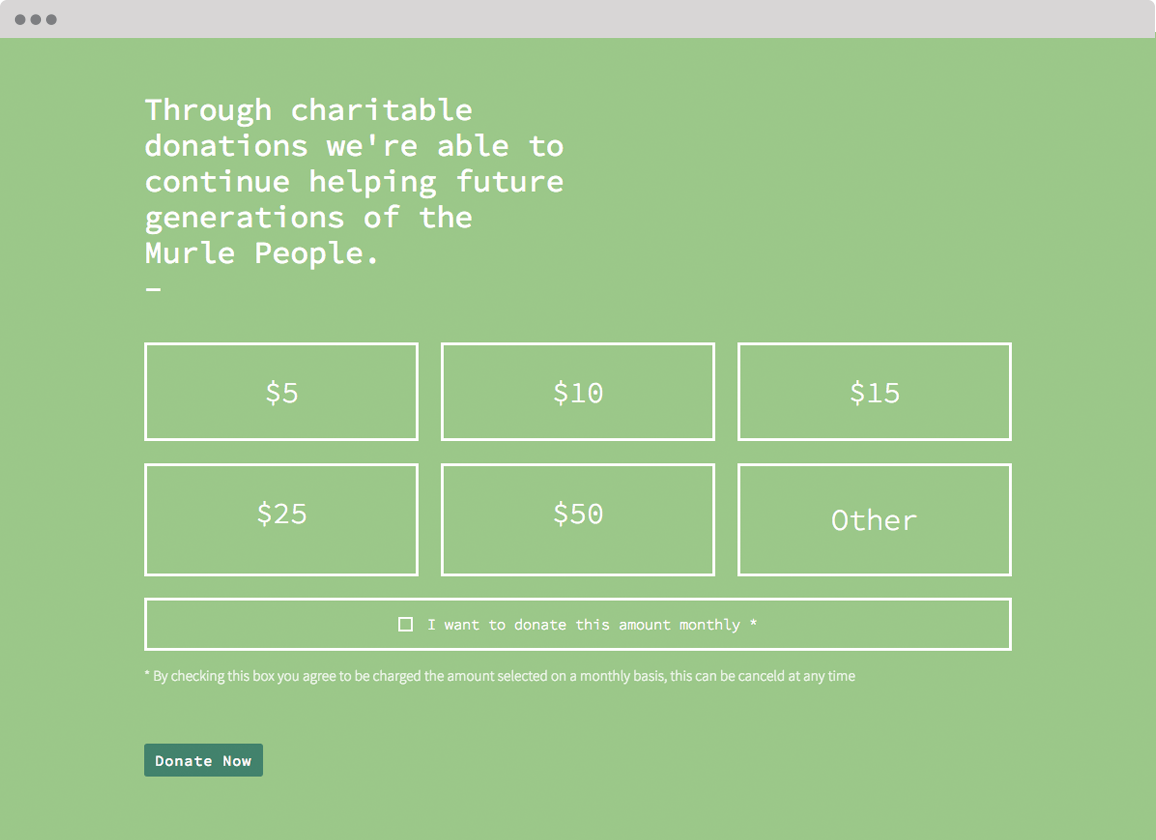 Through charitable
donations we're able to
continue helping future
generations of the
Murle People.
–
$5
$10
$15
$25
$50
Other
I want to donate this amount monthly *
* By checking this box you agree to be charged the amount selected on a monthly basis, this can be canceld at any time
Donate Now